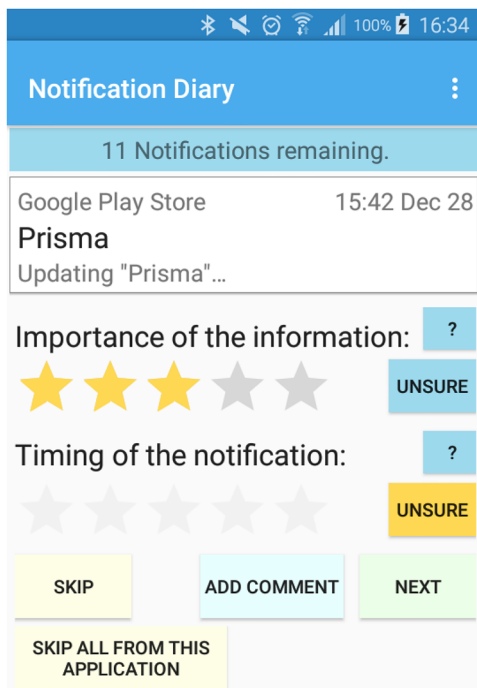 100% 16:34
Notification Diary
11 Notifications remaining.
Google Play Store 15:42 Dec 28
Prisma
Updating "Prisma"...
Importance of the information: ?
UNSURE
Timing of the notification: ?
UNSURE
SKIP ADD COMMENT NEXT
SKIP ALL FROM THIS
APPLICATION